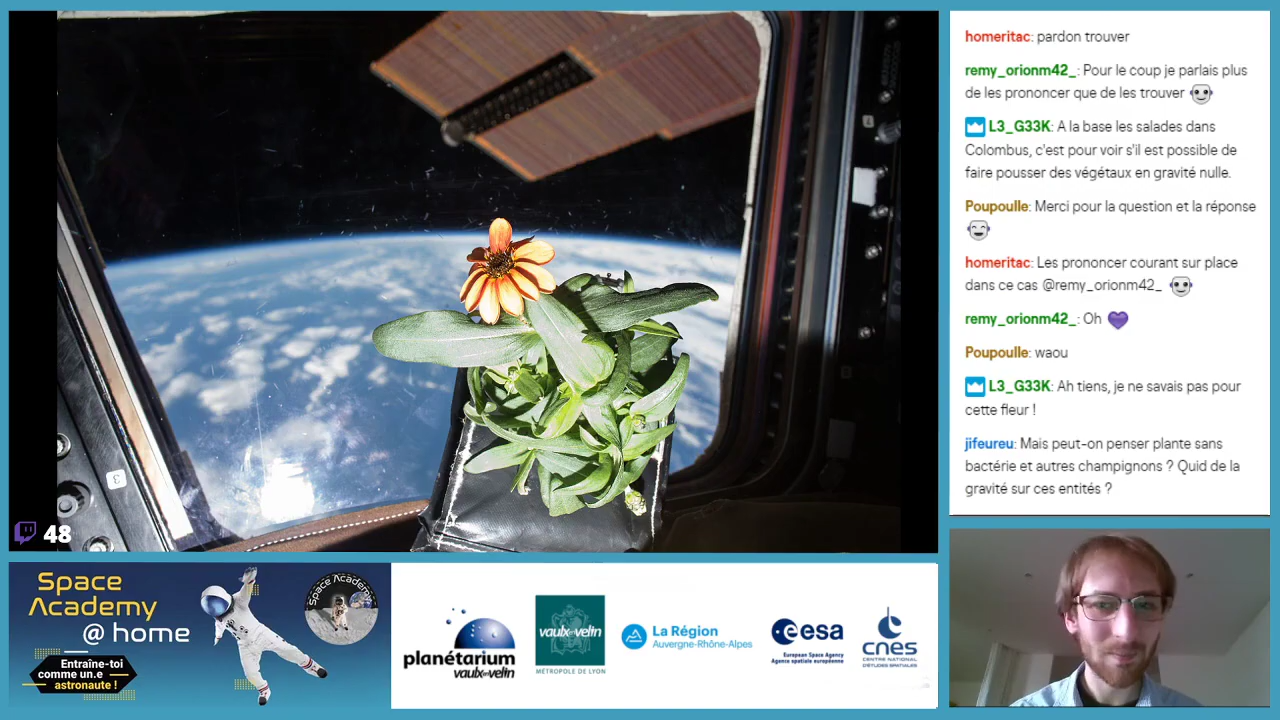 homeritac: pardon trouver
remy_orionm42_: Pour le coup je parlais plus
de les prononcer que de les trouver
L3_G33K: A la base les salades dans
Colombus, c'est pour voir s'il est possible de
faire pousser des végétaux en gravité nulle.
Poupoulle: Merci pour la question et la réponse
homeritac: Les prononcer courant sur place
dans ce cas @remy_orionm42_
remy_orionm42_: Oh
Poupoulle: waou
L3_G33K: Ah tiens, je ne savais pas pour
cette fleur !
jifeureu: Mais peut-on penser plante sans
bactérie et autres champignons ? Quid de la
gravité sur ces entités ?
3
48
Space
Academy
@ home
Entraîne-toi
comme un.e
astronaute !
Space Academy
planétarium
vaulx en velin
vaulx en velin
MÉTROPOLE DE LYON
La Région
Auvergne-Rhône-Alpes
esa
European Space Agency
Agence spatiale européenne
cnes
CENTRE NATIONAL
D'ÉTUDES SPATIALES